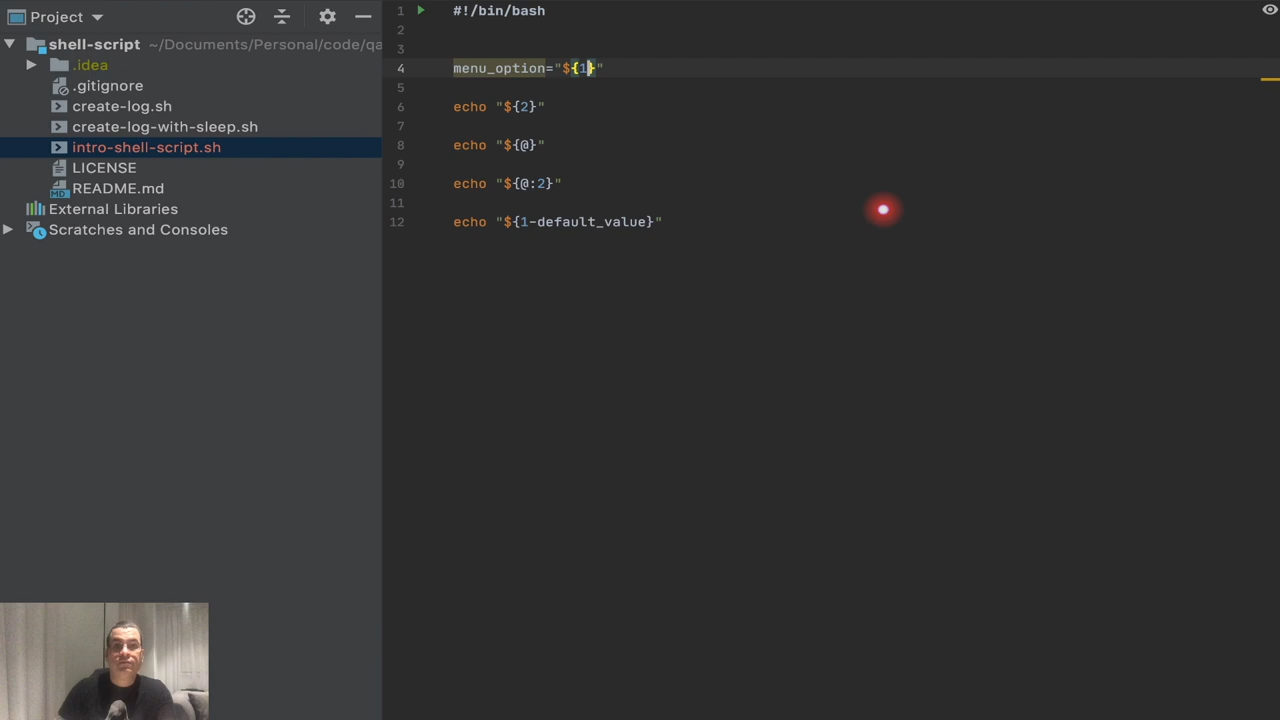 Project
shell-script ~/Documents/Personal/code/qa
.idea
.gitignore
create-log.sh
create-log-with-sleep.sh
intro-shell-script.sh
LICENSE
MD README.md
External Libraries
Scratches and Consoles
1 #!/bin/bash
2
3
4 menu_option="${1}"
5
6 echo "${2}"
7
8 echo "${@}"
9
10 echo "${@:2}"
11
12 echo "${1-default_value}"